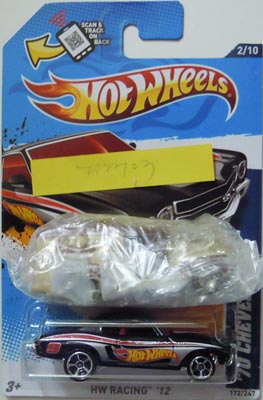 SCAN &
TRACK
ON
BACK
HOT WHEELS
2/10
'70 CHEVE
172/247
3+
HW RACING '12